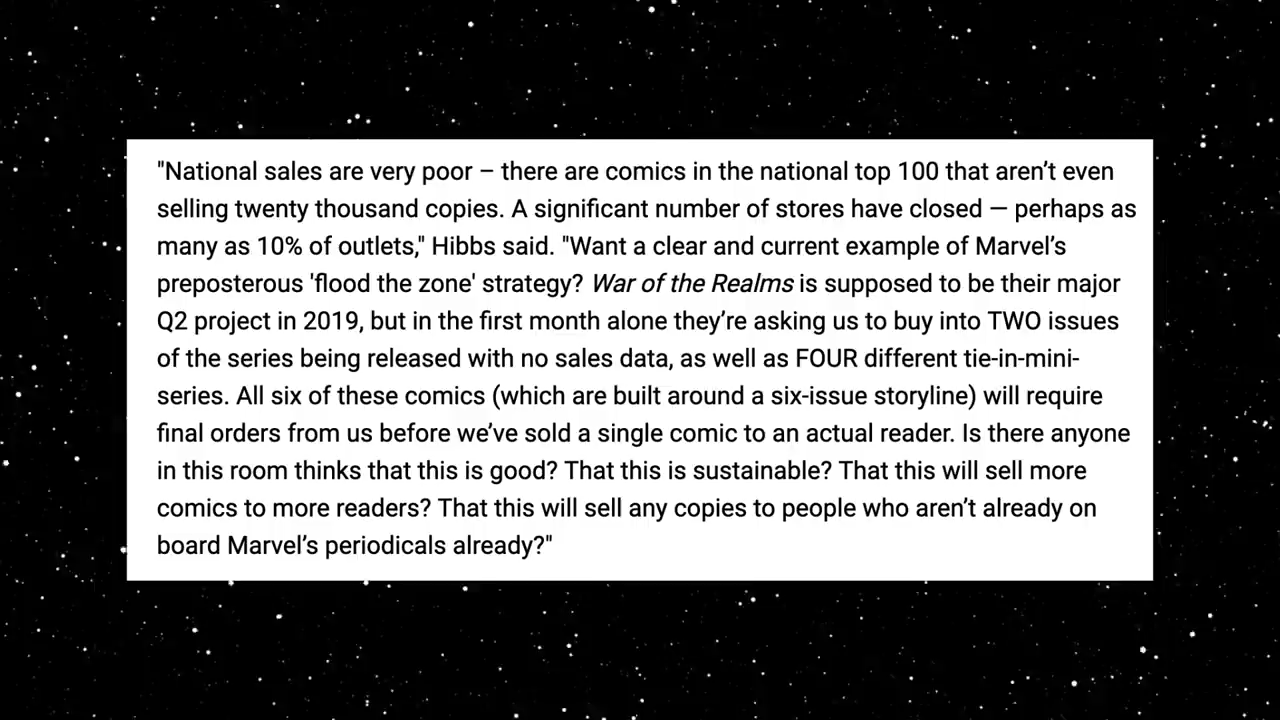 "National sales are very poor – there are comics in the national top 100 that aren’t even
selling twenty thousand copies. A significant number of stores have closed — perhaps as
many as 10% of outlets," Hibbs said. "Want a clear and current example of Marvel’s
preposterous 'flood the zone' strategy? War of the Realms is supposed to be their major
Q2 project in 2019, but in the first month alone they’re asking us to buy into TWO issues
of the series being released with no sales data, as well as FOUR different tie-in-mini-
series. All six of these comics (which are built around a six-issue storyline) will require
final orders from us before we’ve sold a single comic to an actual reader. Is there anyone
in this room thinks that this is good? That this is sustainable? That this will sell more
comics to more readers? That this will sell any copies to people who aren’t already on
board Marvel’s periodicals already?"